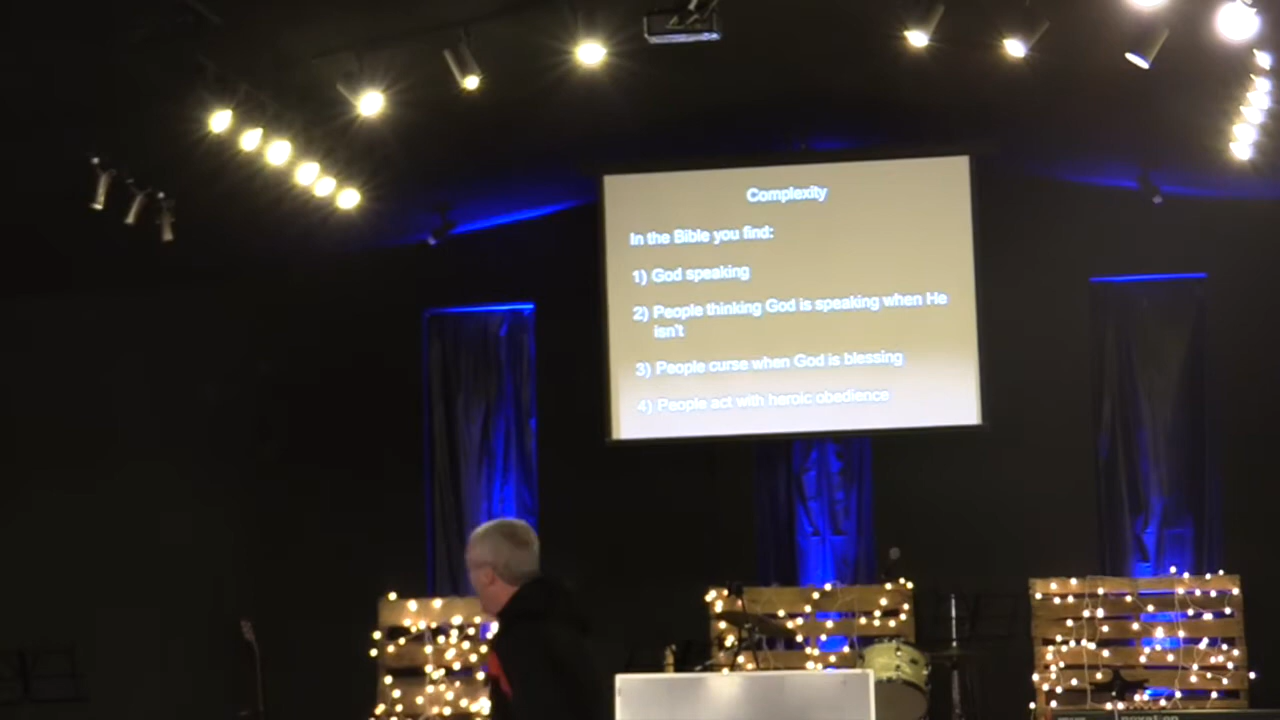 Complexity
In the Bible you find:
1) God speaking
2) People thinking God is speaking when He
isn't
3) People curse when God is blessing
4) People act with heroic obedience